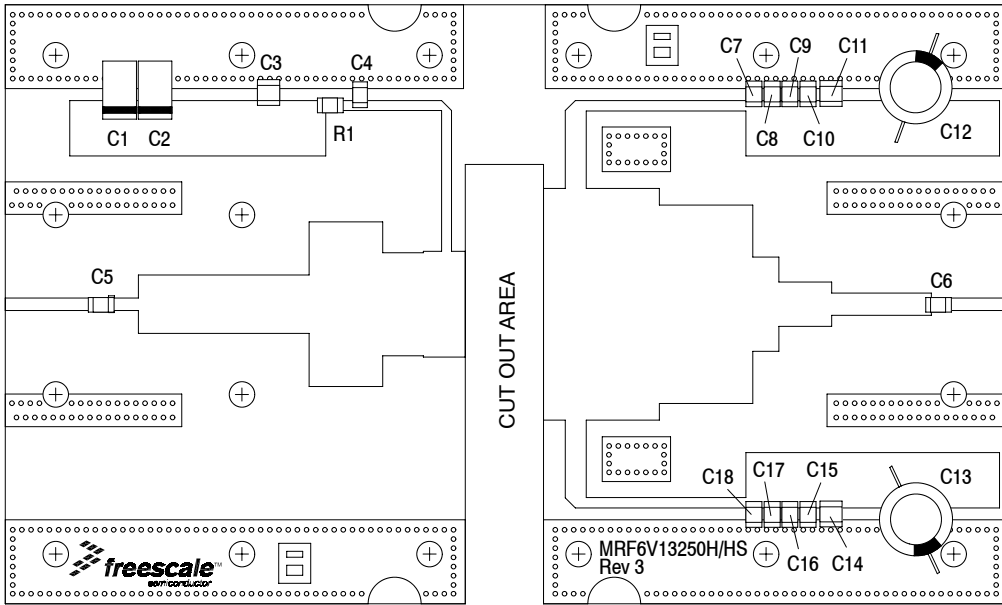 C1
C2
C3
C4
R1
C5
CUT OUT AREA
C7
C9
C11
C8
C10
C12
C6
C18
C17
C15
C13
C16
C14
MRF6V13250H/HS
Rev 3
freescale™
semiconductor